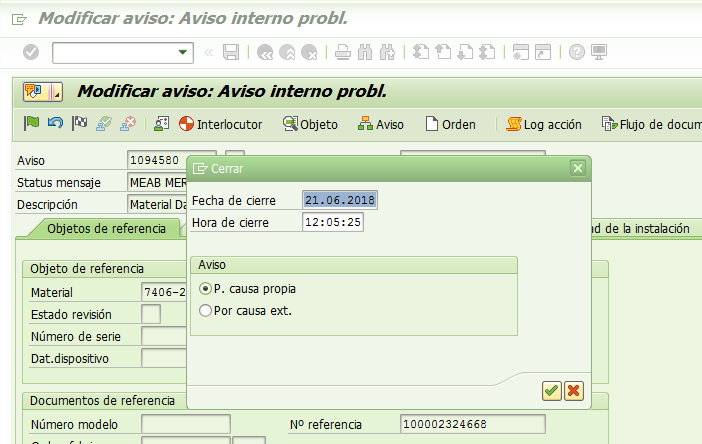 Modificar aviso: Aviso interno probl.
Modificar aviso: Aviso interno probl.
Interlocutor Objeto Aviso Orden Log acción Flujo de docum
Aviso 1094580
Status mensaje MEAB MER
Descripción Material Da
Cerrar
Fecha de cierre 21.06.2018
Hora de cierre 12:05:25
Aviso
P. causa propia
Por causa ext.
Objetos de referencia
ad de la instalación
Objeto de referencia
Material 7406-2
Estado revisión
Número de serie
Dat.dispositivo
Documentos de referencia
Número modelo
Nº referencia 100002324668